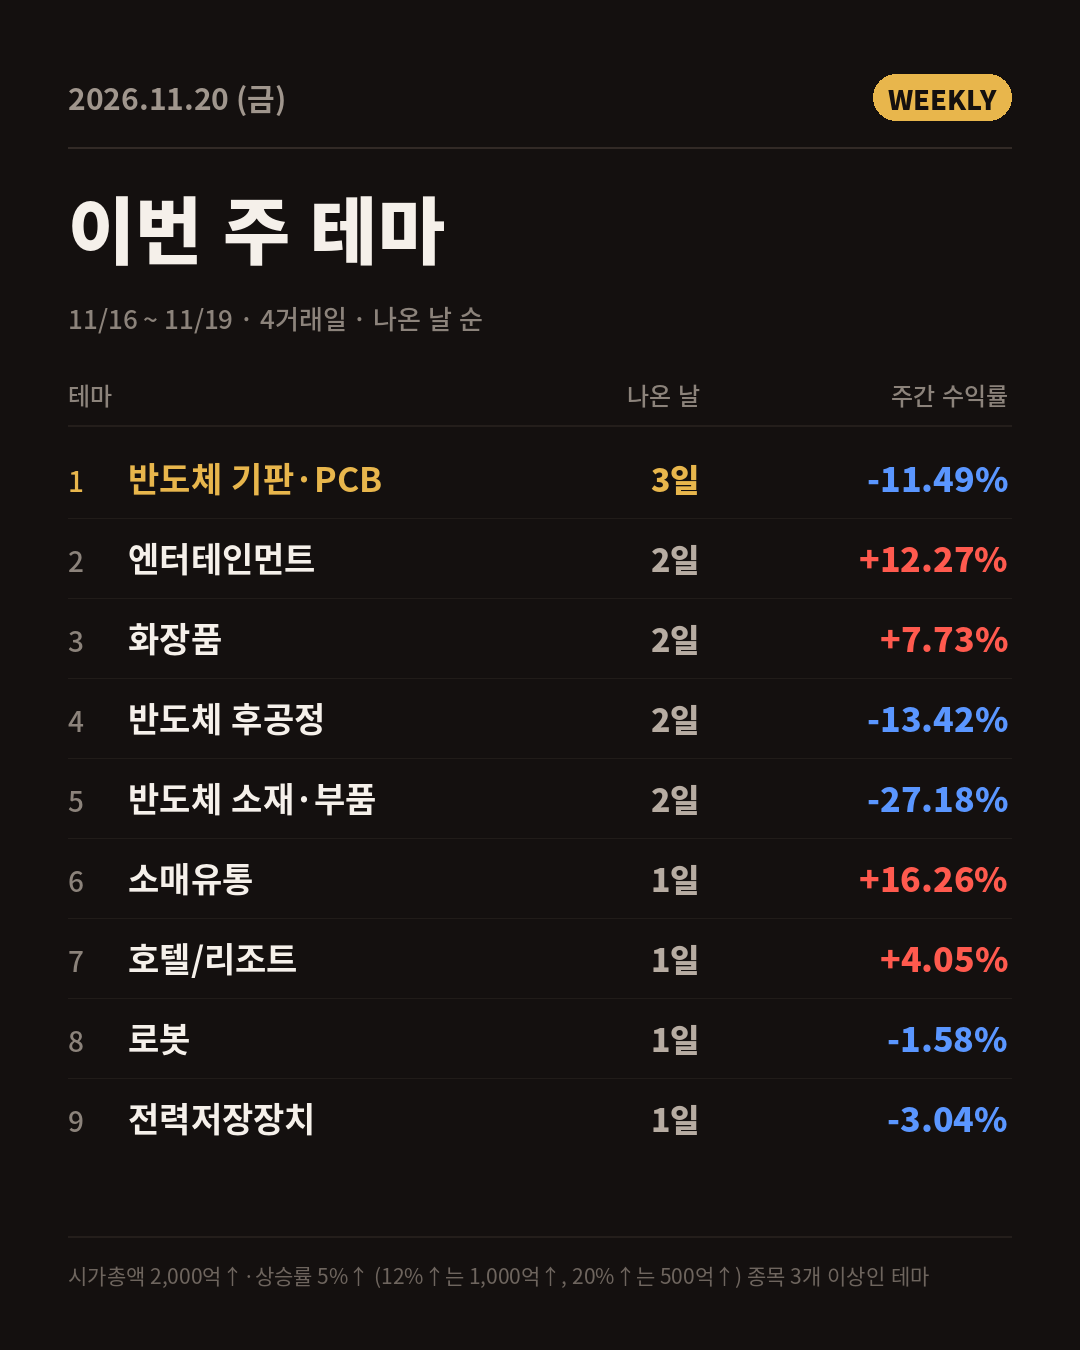 2026.11.20 (금) WEEKLY
이번 주 테마
11/16 ~ 11/19 · 4거래일 · 나온 날 순
테마 나온 날 주간 수익률
1 반도체 기판·PCB 3일 -11.49%
2 엔터테인먼트 2일 +12.27%
3 화장품 2일 +7.73%
4 반도체 후공정 2일 -13.42%
5 반도체 소재·부품 2일 -27.18%
6 소매유통 1일 +16.26%
7 호텔/리조트 1일 +4.05%
8 로봇 1일 -1.58%
9 전력저장장치 1일 -3.04%
시가총액 2,000억↑·상승률 5%↑ (12%↑는 1,000억↑, 20%↑는 500억↑) 종목 3개 이상인 테마